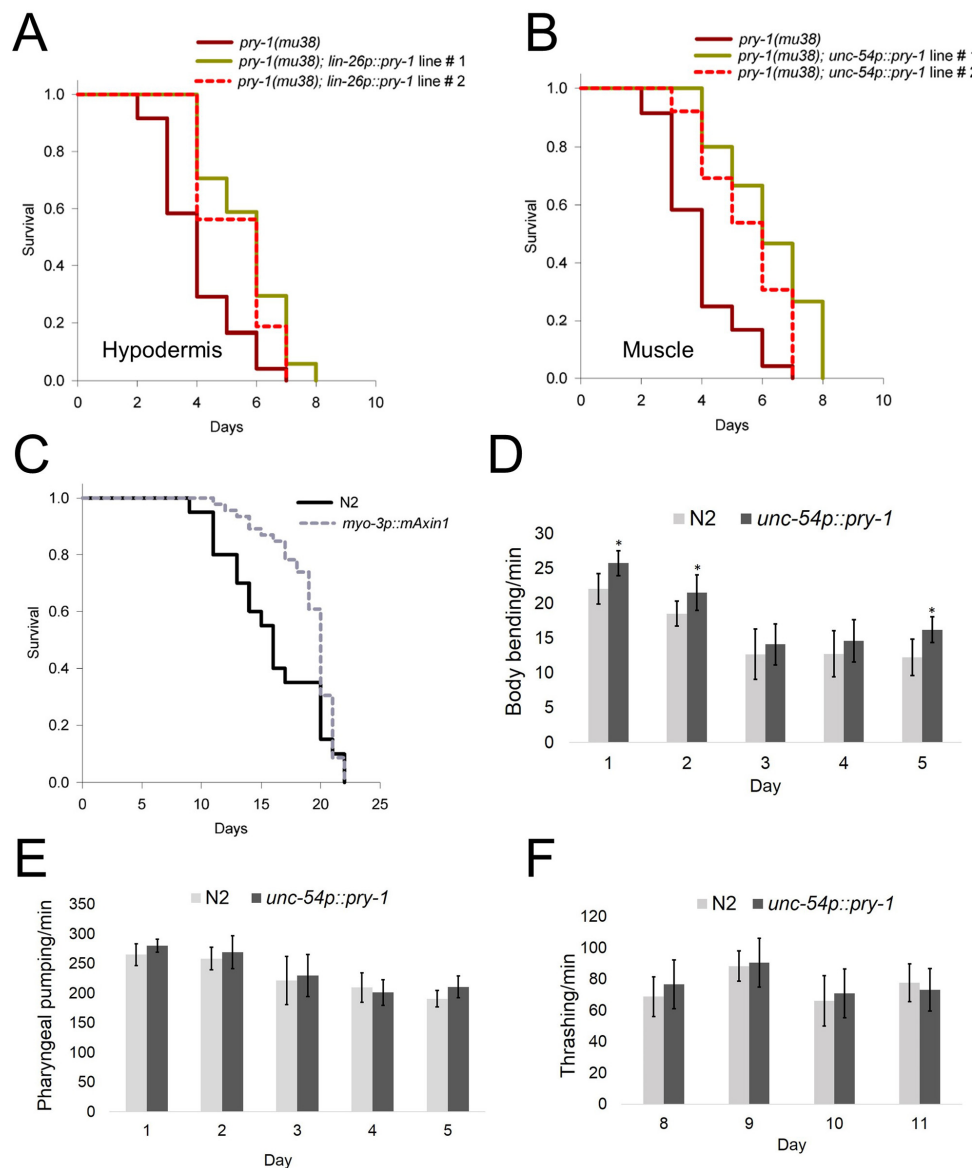 A
pry-1(mu38)
pry-1(mu38); lin-26p::pry-1 line # 1
pry-1(mu38); lin-26p::pry-1 line # 2
1.0
0.8
0.6
0.4
0.2
0.0
Survival
Hypodermis
0 2 4 6 8 10
Days
B
pry-1(mu38)
pry-1(mu38); unc-54p::pry-1 line # 1
pry-1(mu38); unc-54p::pry-1 line # 2
1.0
0.8
0.6
0.4
0.2
0.0
Survival
Muscle
0 2 4 6 8 10
Days
C
N2
myo-3p::mAxin1
1.0
0.8
0.6
0.4
0.2
0.0
Survival
0 5 10 15 20 25
Days
D
N2 unc-54p::pry-1
30
25
20
15
10
5
0
Body bending/min
* * *
1 2 3 4 5
Day
E
N2 unc-54p::pry-1
350
300
250
200
150
100
50
0
Pharyngeal pumping/min
1 2 3 4 5
Day
F
N2 unc-54p::pry-1
120
100
80
60
40
20
0
Thrashing/min
8 9 10 11
Day